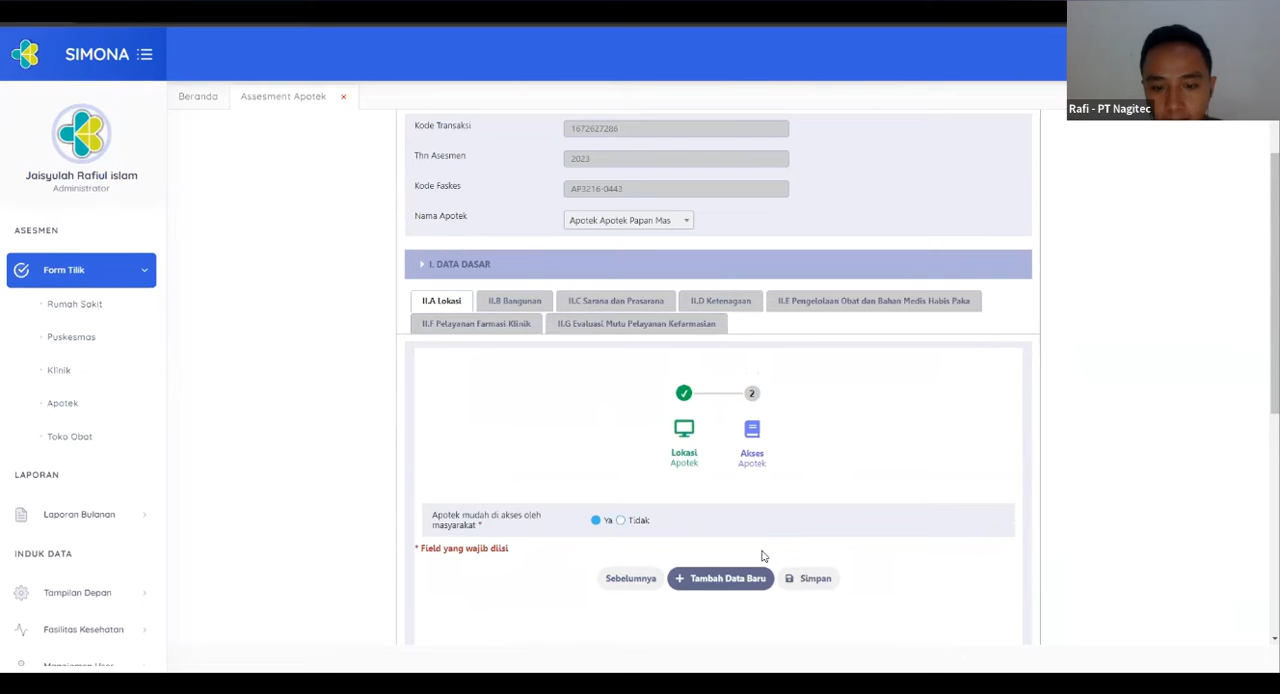 SIMONA
Rafi - PT Nagitec
Beranda
Assesment Apotek
Jaisyulah Rafiul islam
Administrator
ASESMEN
Form Tilik
Rumah Sakit
Puskesmas
Klinik
Apotek
Toko Obat
LAPORAN
Laporan Bulanan
INDUK DATA
Tampilan Depan
Fasilitas Kesehatan
Manajemen User
Kode Transaksi
1672627286
Thn Asesmen
2023
Kode Faskes
AP3216-0443
Nama Apotek
Apotek Apotek Papan Mas
I. DATA DASAR
II.A Lokasi
II.B Bangunan
II.C Sarana dan Prasarana
II.D Ketenagaan
II.E Pengelolaan Obat dan Bahan Medis Habis Paka
II.F Pelayanan Farmasi Klinik
II.G Evaluasi Mutu Pelayanan Kefarmasian
2
Lokasi
Apotek
Akses
Apotek
Apotek mudah di akses oleh
masyarakat *
Ya
Tidak
* Field yang wajib diisi
Sebelumnya
+ Tambah Data Baru
Simpan